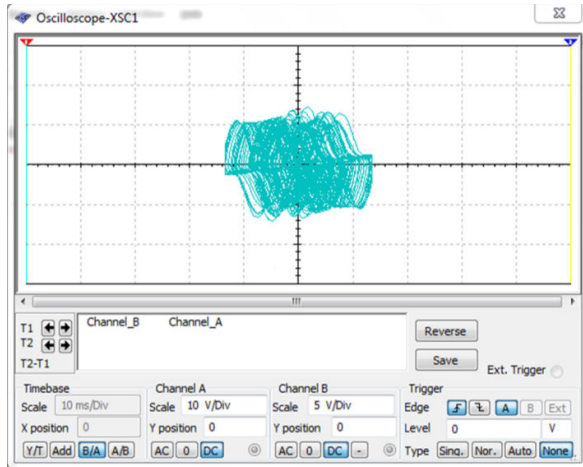 Oscilloscope-XSC1
1 1
T1
T2
T2-T1
Channel_B Channel_A
Reverse
Save
Ext. Trigger
Timebase
Scale 10 ms/Div
X position 0
Y/T Add B/A A/B
Channel A
Scale 10 V/Div
Y position 0
AC 0 DC
Channel B
Scale 5 V/Div
Y position 0
AC 0 DC -
Trigger
Edge A B Ext
Level 0 V
Type Sing. Nor. Auto None